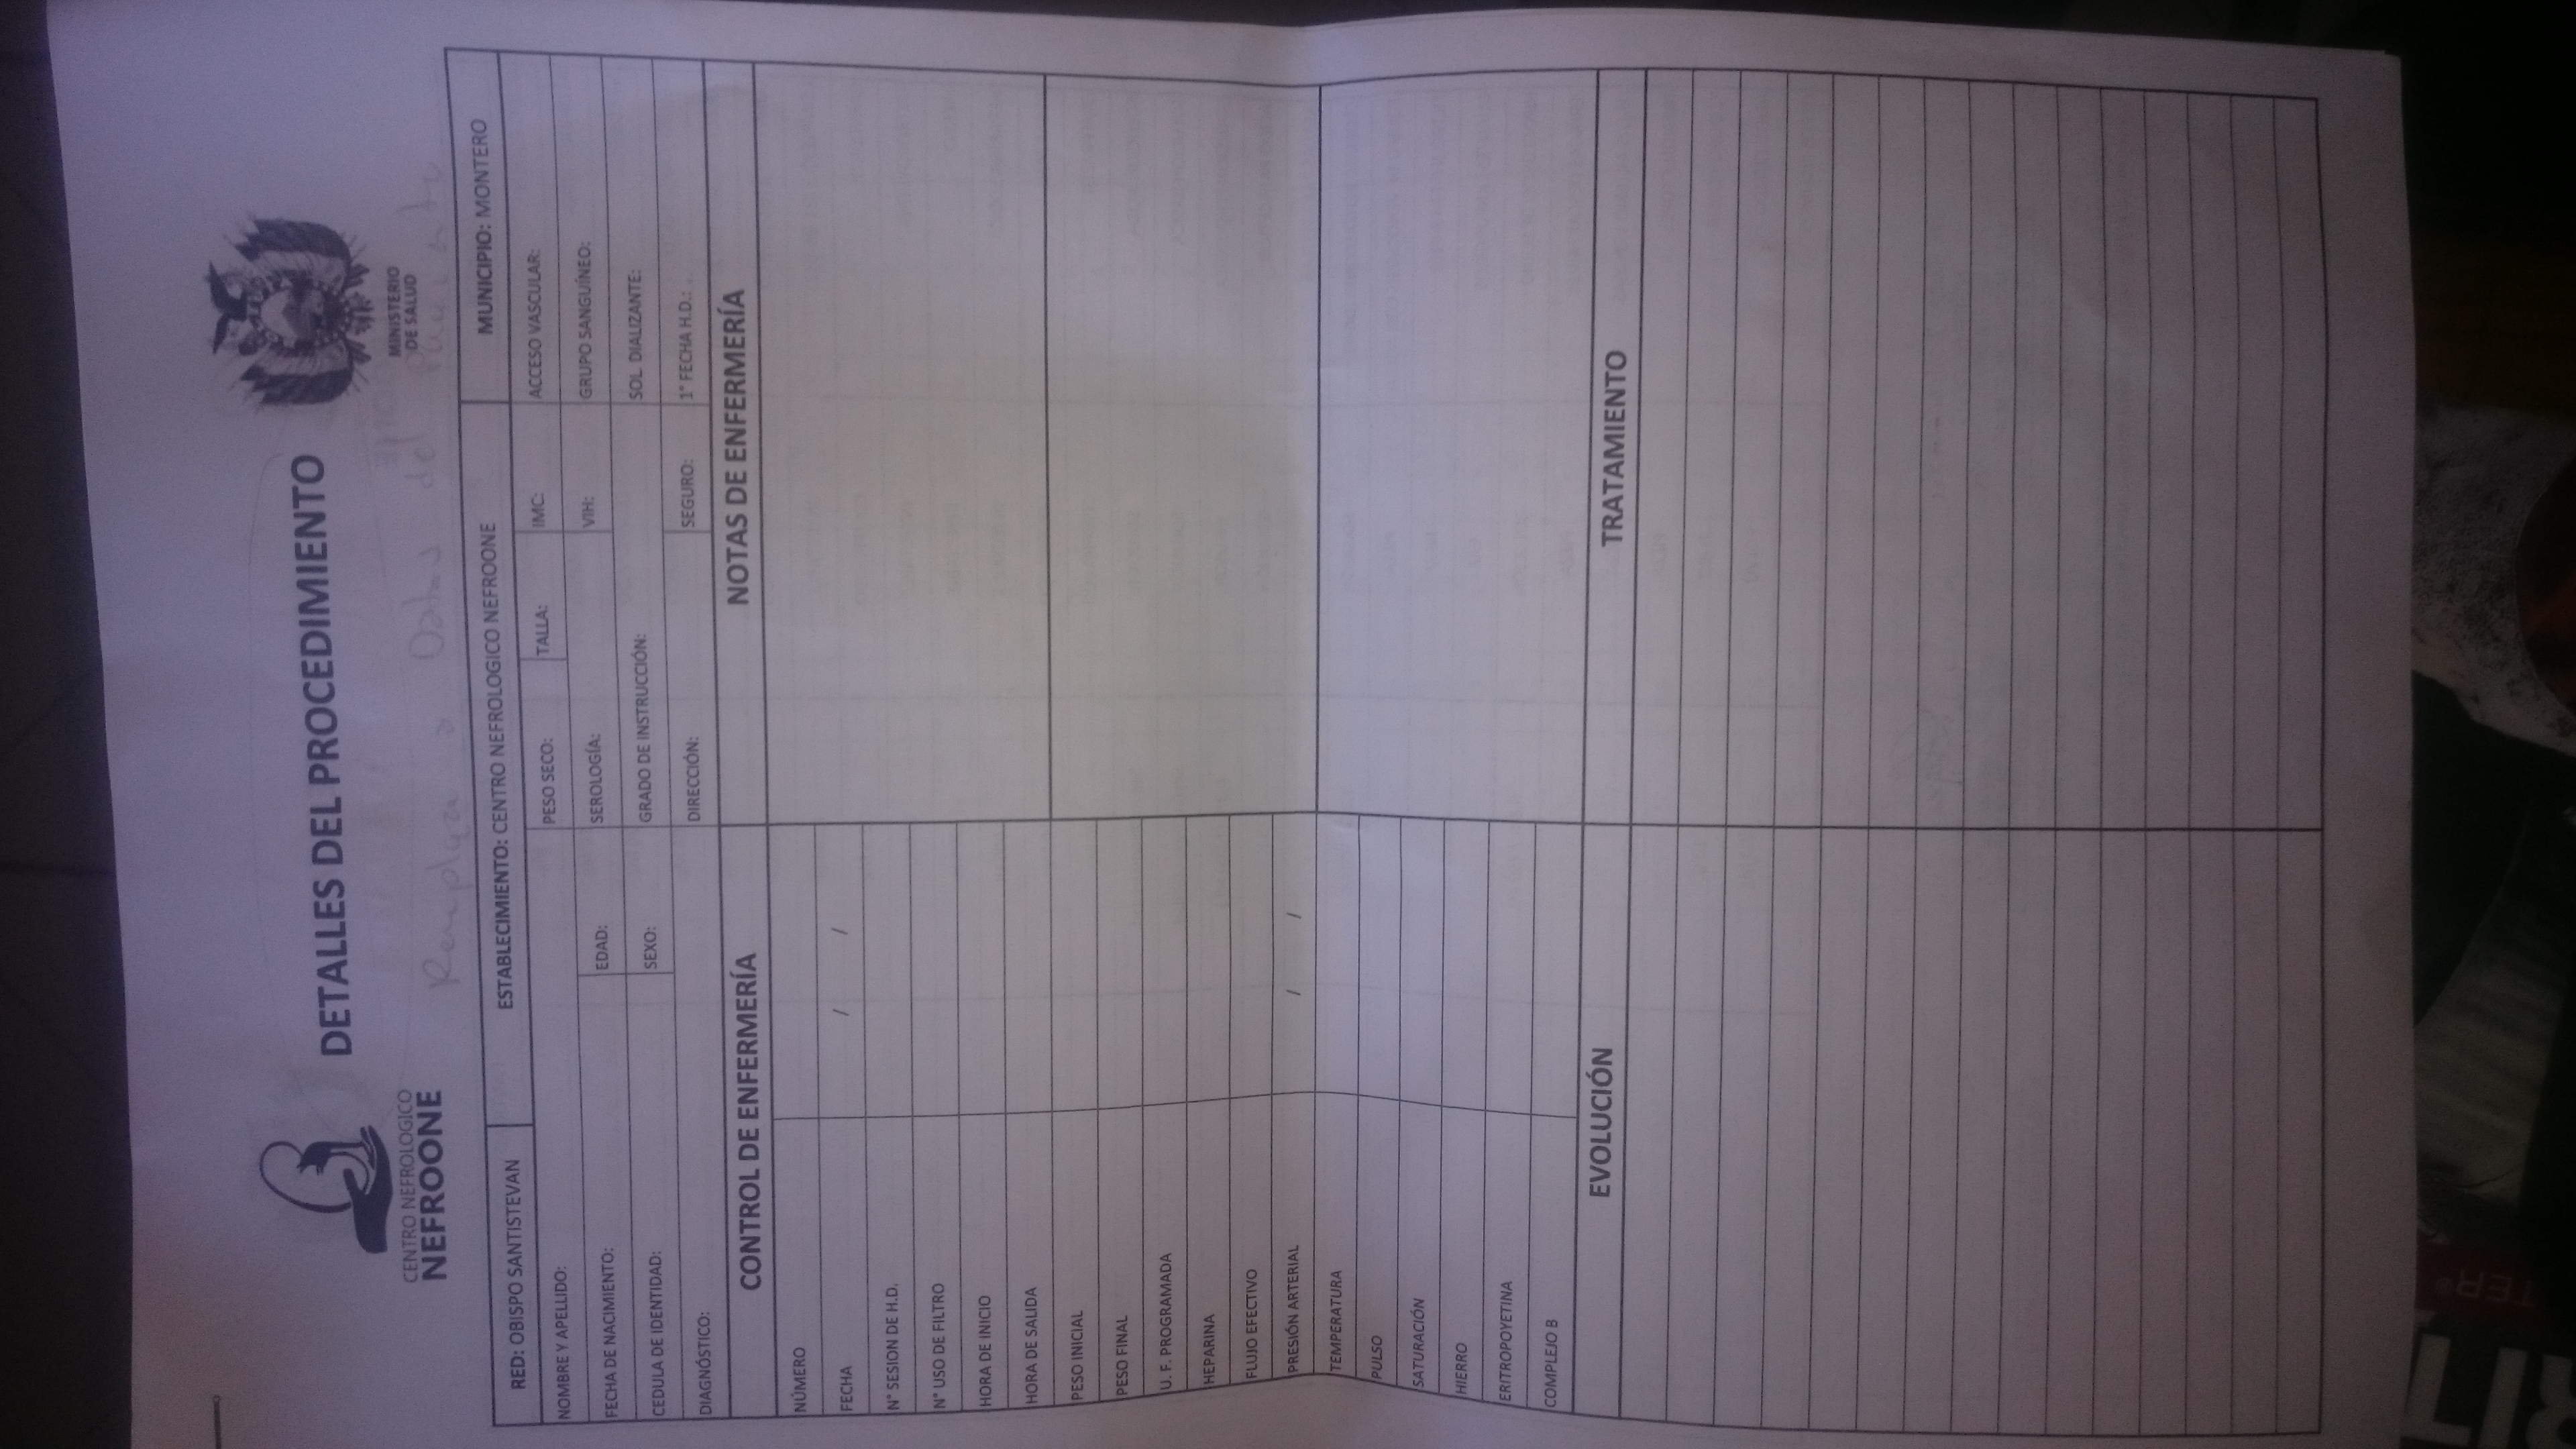 DETALLES DEL PROCEDIMIENTO
CENTRO NEFROLOGICO
NEFROONE
MINISTERIO
DE SALUD
Datos del
RED: OBISPO SANTISTEVAN ESTABLECIMIENTO: CENTRO NEFROLOGICO NEFROONE MUNICIPIO: MONTERO
NOMBRE Y APELLIDO: PESO SECO: TALLA: IMC: ACCESO VASCULAR:
FECHA DE NACIMIENTO: EDAD: SEROLOGÍA: VIH: GRUPO SANGUÍNEO:
CEDULA DE IDENTIDAD: SEXO: GRADO DE INSTRUCCIÓN: SOL. DIALIZANTE:
DIAGNÓSTICO: DIRECCIÓN: SEGURO: 1° FECHA H.D.:
CONTROL DE ENFERMERÍA NOTAS DE ENFERMERÍA
NÚMERO
FECHA / /
N° SESION DE H.D.
N° USO DE FILTRO
HORA DE INICIO
HORA DE SALIDA
PESO INICIAL
PESO FINAL
U. F. PROGRAMADA
HEPARINA
FLUJO EFECTIVO
PRESIÓN ARTERIAL / /
TEMPERATURA
PULSO
SATURACIÓN
HIERRO
ERITROPOYETINA
COMPLEJO B
EVOLUCIÓN TRATAMIENTO